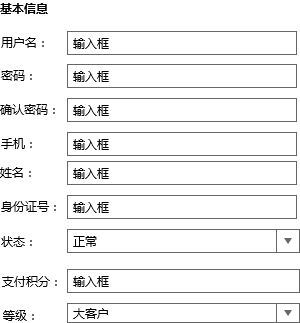 基本信息
用户名： 输入框
密码： 输入框
确认密码： 输入框
手机： 输入框
姓名： 输入框
身份证号： 输入框
状态： 正常
支付积分： 输入框
等级： 大客户